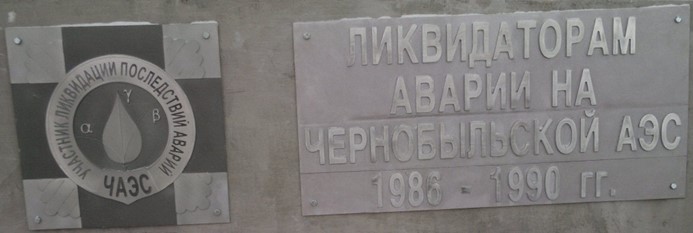 УЧАСТНИК ЛИКВИДАЦИИ ПОСЛЕДСТВИЙ АВАРИИ
ЧАЭС
α γ β
ЛИКВИДАТОРАМ
АВАРИИ НА
ЧЕРНОБЫЛЬСКОЙ АЭС
1986 - 1990 гг.